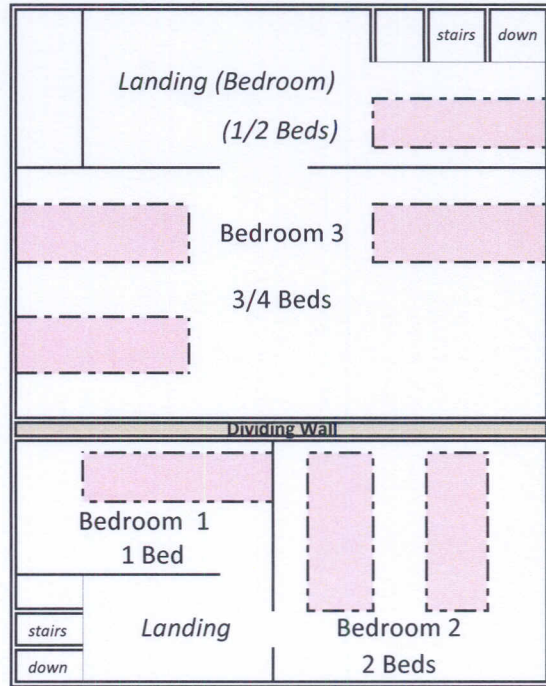 stairs down
Landing (Bedroom)
(1/2 Beds)
Bedroom 3
3/4 Beds
Dividing Wall
Bedroom 1
1 Bed
stairs
down
Landing
Bedroom 2
2 Beds